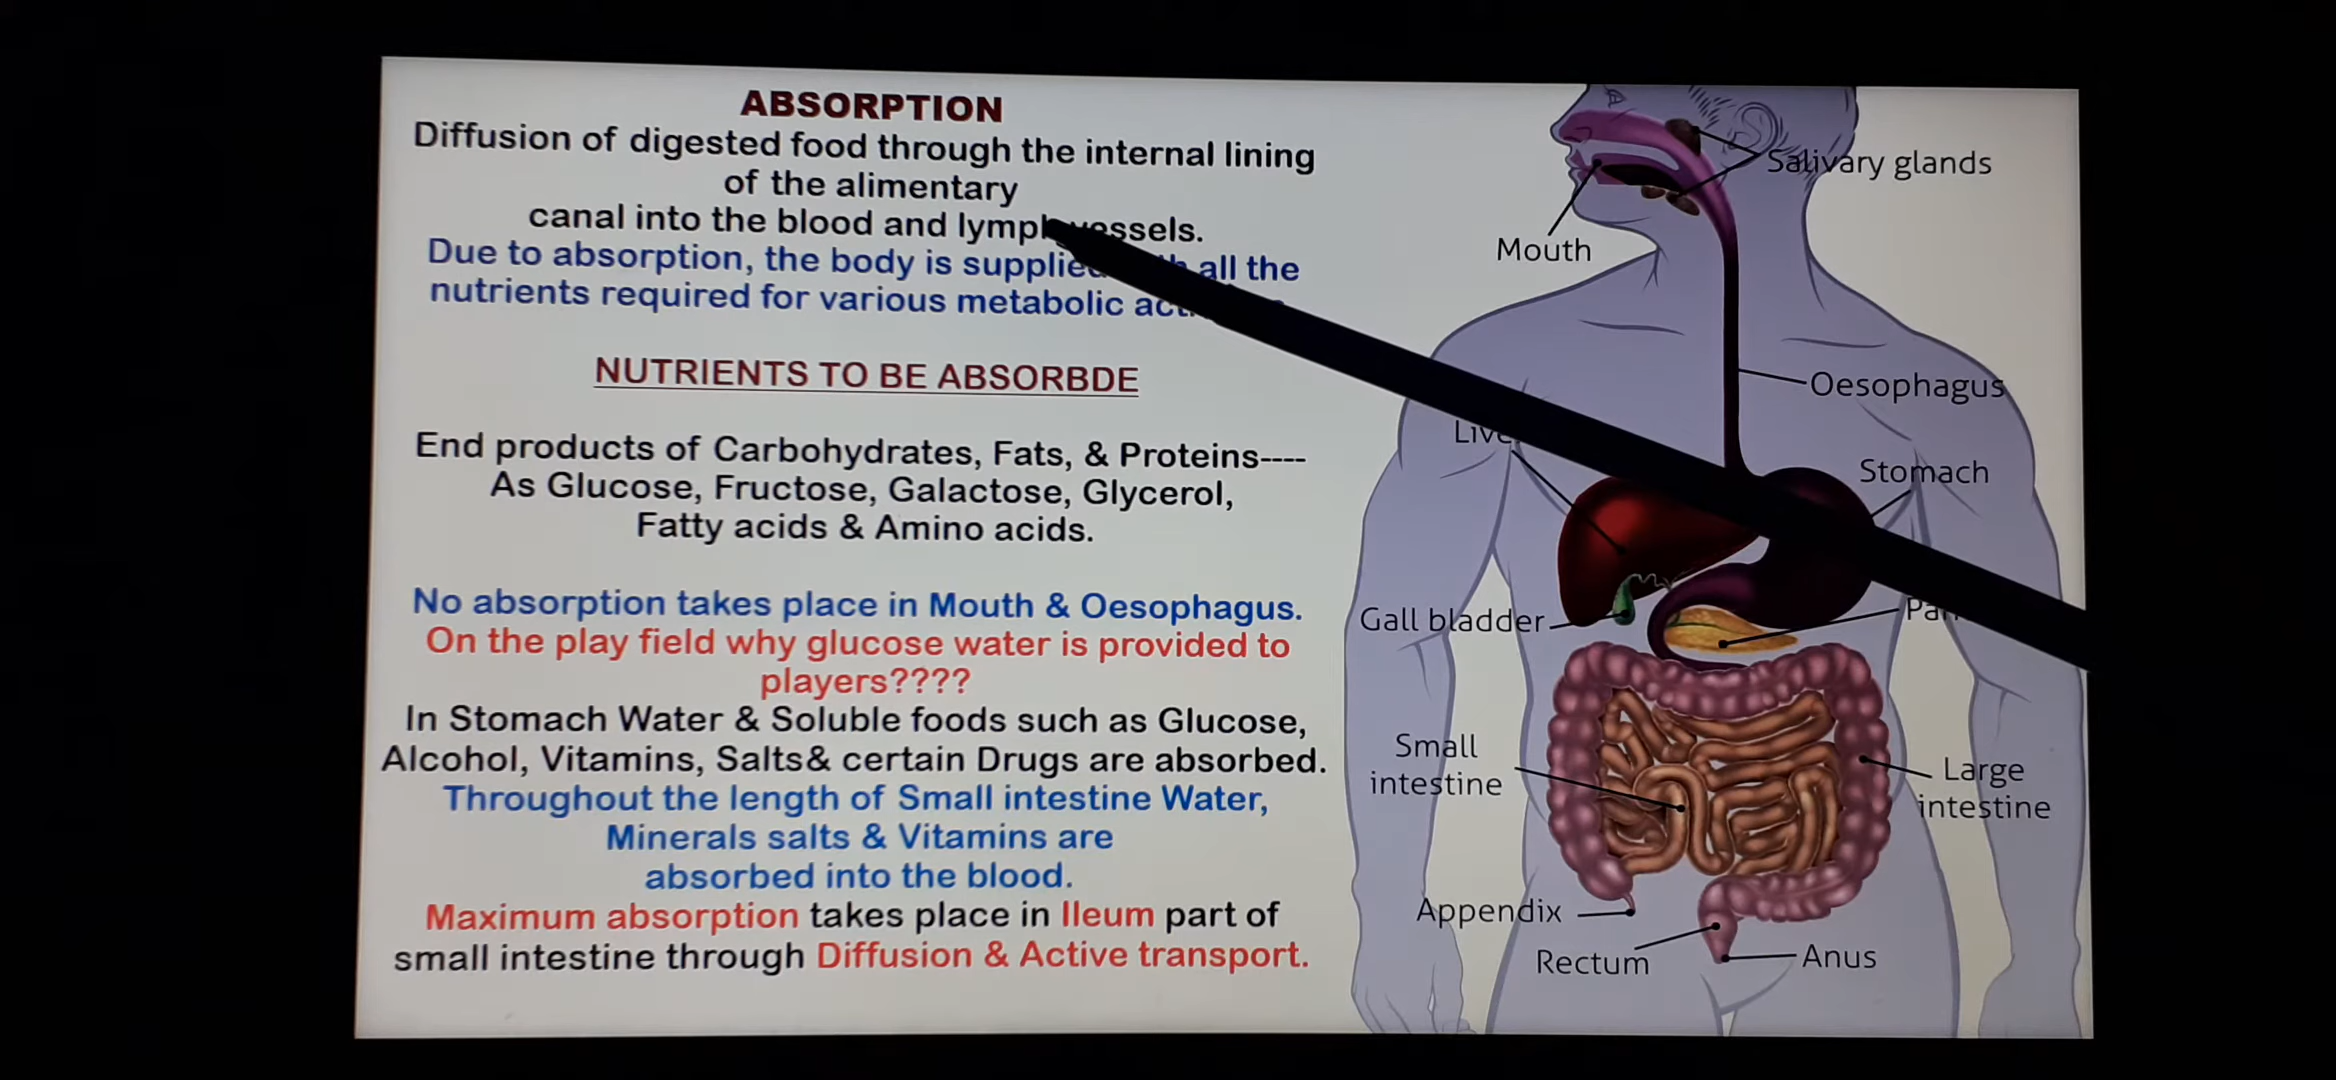 ABSORPTION
Diffusion of digested food through the internal lining
of the alimentary
canal into the blood and lymph vessels.
Due to absorption, the body is supplied all the
nutrients required for various metabolic
NUTRIENTS TO BE ABSORBDE
End products of Carbohydrates, Fats, & Proteins----
As Glucose, Fructose, Galactose, Glycerol,
Fatty acids & Amino acids.
No absorption takes place in Mouth & Oesophagus.
On the play field why glucose water is provided to
players????
In Stomach Water & Soluble foods such as Glucose,
Alcohol, Vitamins, Salts& certain Drugs are absorbed.
Throughout the length of Small intestine Water,
Minerals salts & Vitamins are
absorbed into the blood.
Maximum absorption takes place in Ileum part of
small intestine through Diffusion & Active transport.
Salivary glands
Mouth
Oesophagus
Liver
Stomach
Gall bladder
Small
intestine
Large
intestine
Appendix
Rectum
Anus